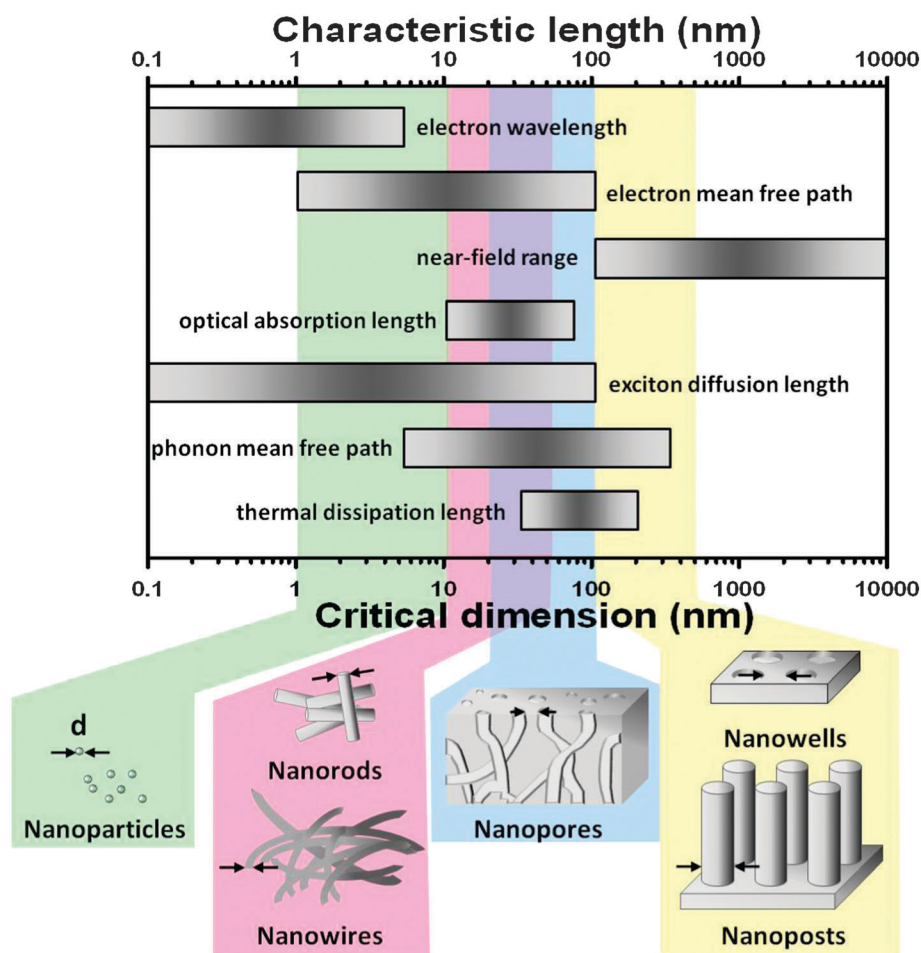 Characteristic length (nm)
0.1 1 10 100 1000 10000
electron wavelength
electron mean free path
near-field range
optical absorption length
exciton diffusion length
phonon mean free path
thermal dissipation length
0.1 1 10 100 1000 10000
Critical dimension (nm)
d
Nanoparticles
Nanorods
Nanowires
Nanopores
Nanowells
Nanoposts